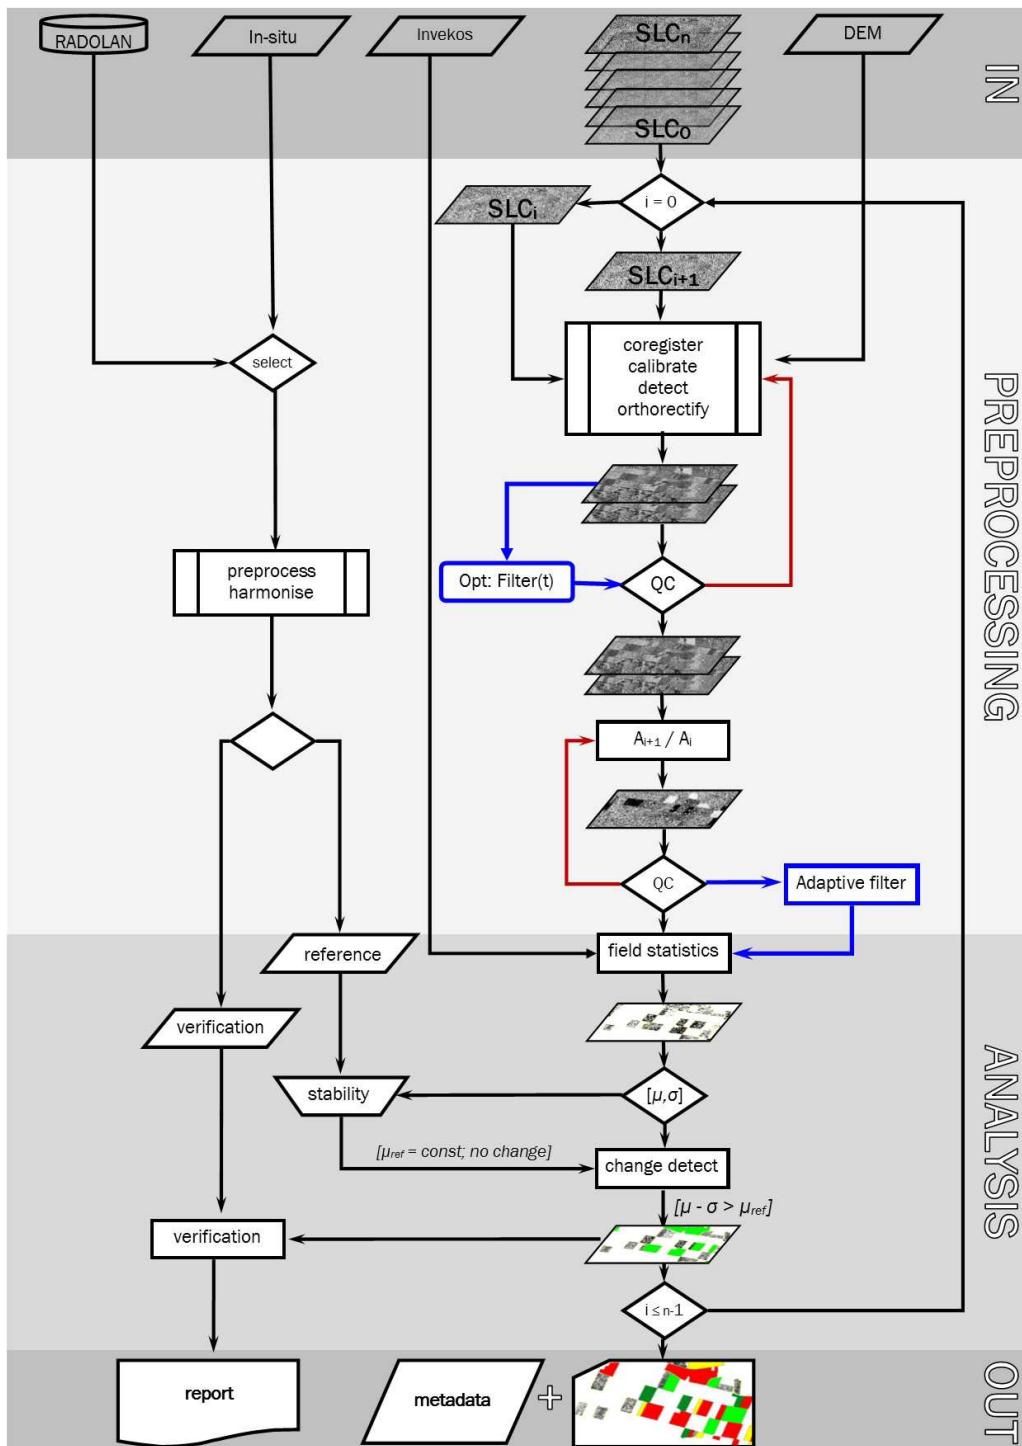 RADOLAN
In-situ
Invekos
SLCn
SLC0
DEM
IN
SLCi
i = 0
SLCi+1
select
coregister
calibrate
detect
orthorectify
PREPROCESSING
Opt: Filter(t)
QC
preprocess
harmonise
Ai+1 / Ai
QC
Adaptive filter
reference
field statistics
verification
stability
[μ,σ]
ANALYSIS
[μref = const; no change]
change detect
[μ - σ > μref]
verification
i ≤ n-1
report
metadata
+
OUT